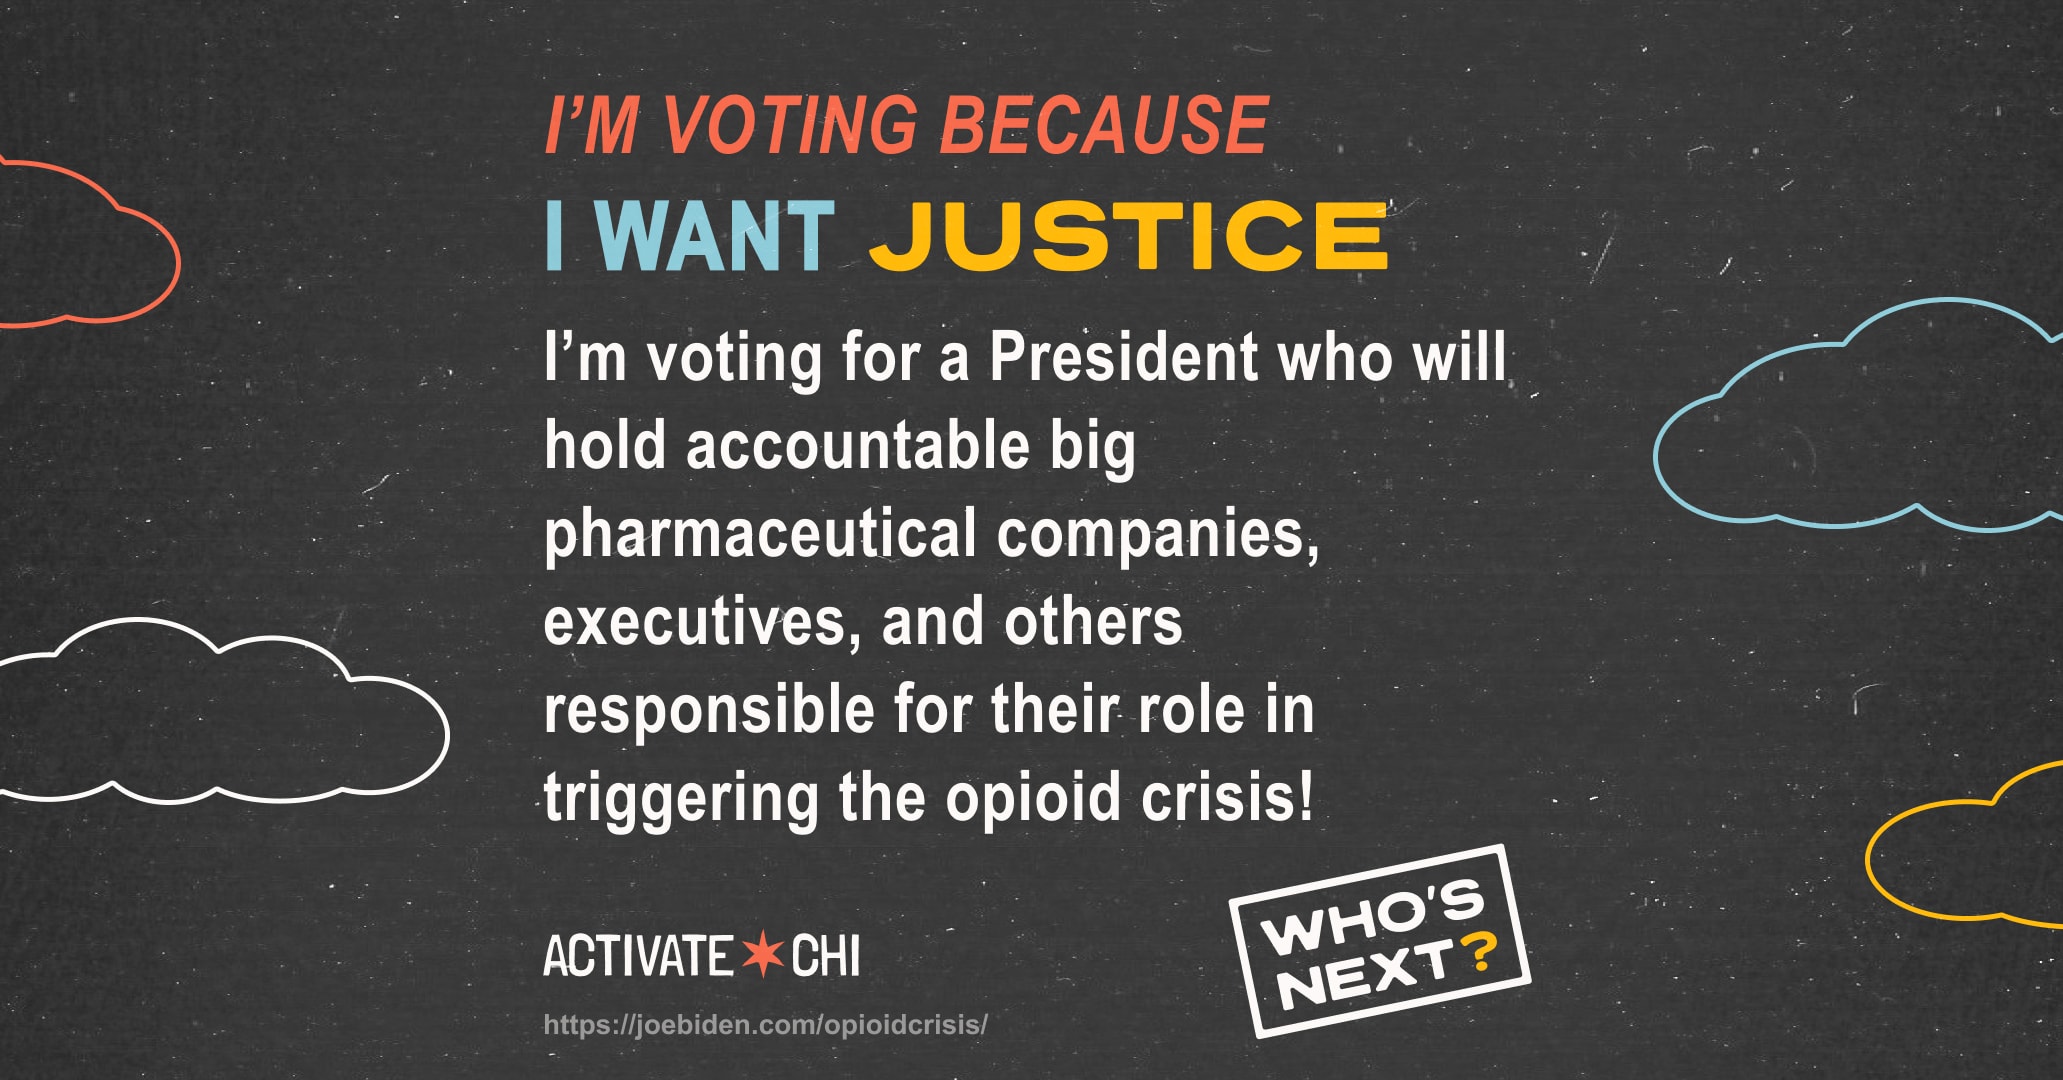 I’M VOTING BECAUSE
I WANT JUSTICE
I’m voting for a President who will
hold accountable big
pharmaceutical companies,
executives, and others
responsible for their role in
triggering the opioid crisis!
ACTIVATE CHI
https://joebiden.com/opioidcrisis/
WHO’S
NEXT?